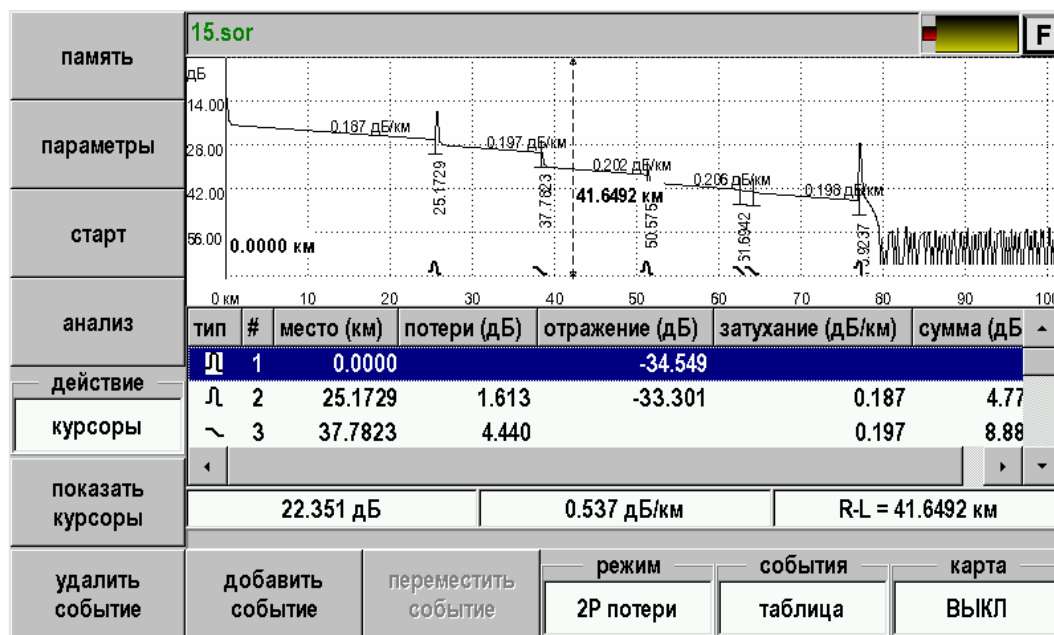 15.sor
F
память
параметры
старт
анализ
действие
курсоры
показать
курсоры
удалить
событие
дБ
14.00
28.00
42.00
56.00
0.187 дБ/км
0.197 дБ/км
0.202 дБ/км
0.206 дБ/км
0.198 дБ/км
25.1729
37.7823
41.6492 км
50.575
61.6942
.9237
0.0000 км
0 км 10 20 30 40 50 60 70 80 90 10
тип # место (км) потери (дБ) отражение (дБ) затухание (дБ/км) сумма (дБ
1 0.0000 -34.549
2 25.1729 1.613 -33.301 0.187 4.77
3 37.7823 4.440 0.197 8.88
22.351 дБ 0.537 дБ/км R-L = 41.6492 км
добавить
событие
переместить
событие
режим
2Р потери
события
таблица
карта
ВЫКЛ